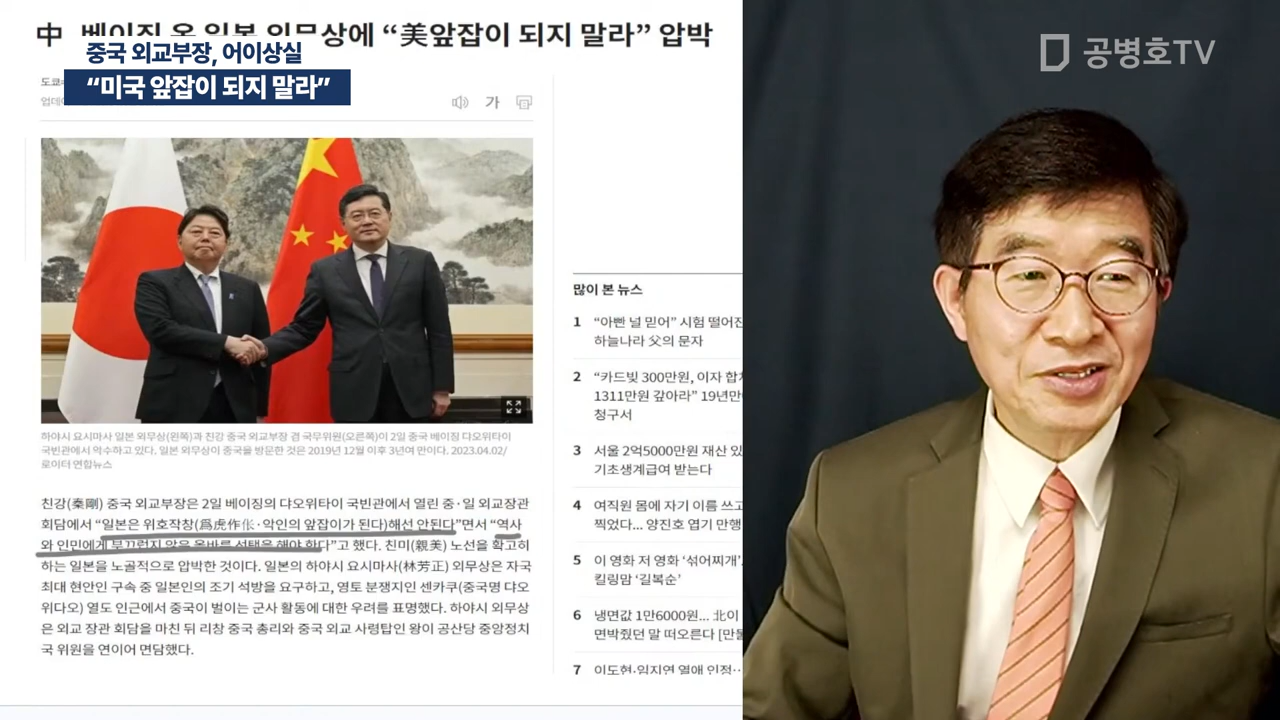 中, 베이징 온 일본 외무상에 “美앞잡이 되지 말라” 압박
중국 외교부장, 어이상실
“미국 앞잡이 되지 말라”
공병호TV
가
하야시 요시마사 일본 외무상(왼쪽)과 친강 중국 외교부장 겸 국무위원(오른쪽)이 2일 중국 베이징 댜오위타이
국빈관에서 악수하고 있다. 일본 외무상이 중국을 방문한 것은 2019년 12월 이후 3년여 만이다. 2023.04.02/
로이터 연합뉴스
친강(秦剛) 중국 외교부장은 2일 베이징의 댜오위타이 국빈관에서 열린 중·일 외교장관
회담에서 “일본은 위호작창(爲虎作伥·악인의 앞잡이가 된다)해선 안된다”면서 “역사
와 인민에게 부끄럽지 않은 올바른 선택을 해야 한다”고 했다. 친미(親美) 노선을 확고히
하는 일본을 노골적으로 압박한 것이다. 일본의 하야시 요시마사(林芳正) 외무상은 자국
최대 현안인 구속 중 일본인의 조기 석방을 요구하고, 영토 분쟁지인 센카쿠(중국명 댜오
위다오) 열도 인근에서 중국이 벌이는 군사 활동에 대한 우려를 표명했다. 하야시 외무상
은 외교 장관 회담을 마친 뒤 리창 중국 총리와 중국 외교 사령탑인 왕이 공산당 중앙정치
국 위원을 연이어 면담했다.
많이 본 뉴스
1 “아빤 널 믿어” 시험 떨어진
하늘나라 父의 문자
2 “카드빚 300만원, 이자 합쳐
1311만원 갚아라” 19년만에
청구서
3 서울 2억5000만원 재산 있
기초생계급여 받는다
4 여직원 몸에 자기 이름 쓰고
찍었다... 양진호 엽기 만행
5 이 영화 저 영화 ‘섞어찌개’
킬링맘 ‘길복순’
6 냉면값 1만6000원... 北이
면박줬던 말 떠오른다 [만물
7 이도현·임지연 열애 인정…